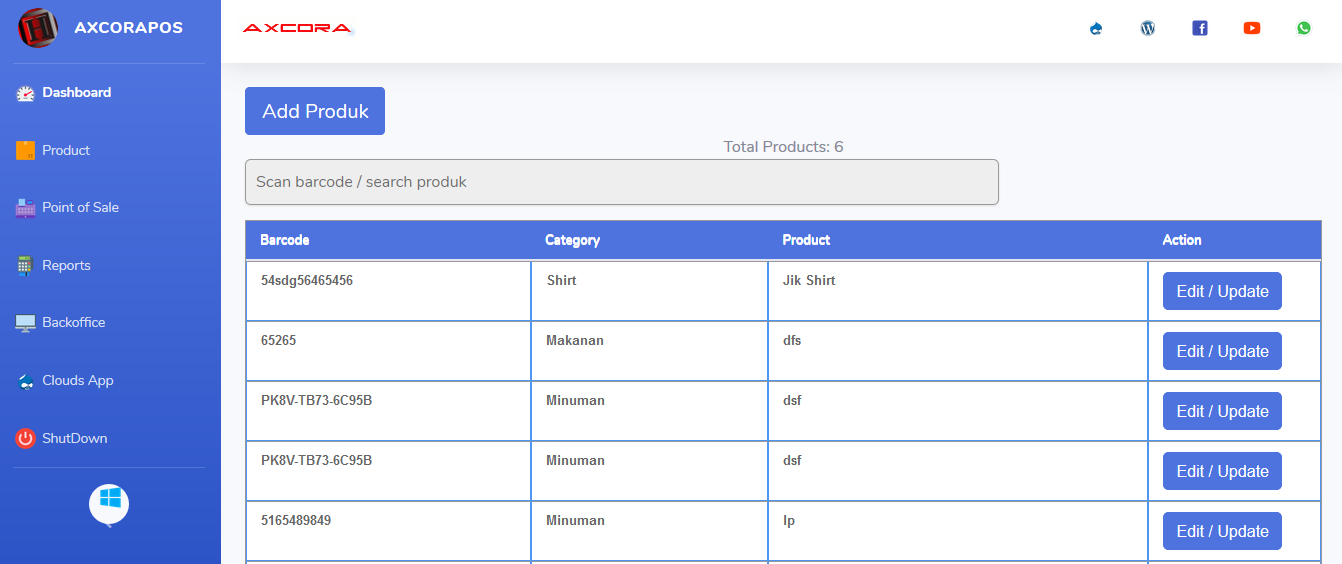 AXCORAPOS
Dashboard
Product
Point of Sale
Reports
Backoffice
Clouds App
ShutDown
AXCORA
Add Produk
Total Products: 6
Scan barcode / search produk
Barcode Category Product Action
54sdg56465456 Shirt Jik Shirt Edit / Update
65265 Makanan dfs Edit / Update
PK8V-TB73-6C95B Minuman dsf Edit / Update
PK8V-TB73-6C95B Minuman dsf Edit / Update
5165489849 Minuman lp Edit / Update